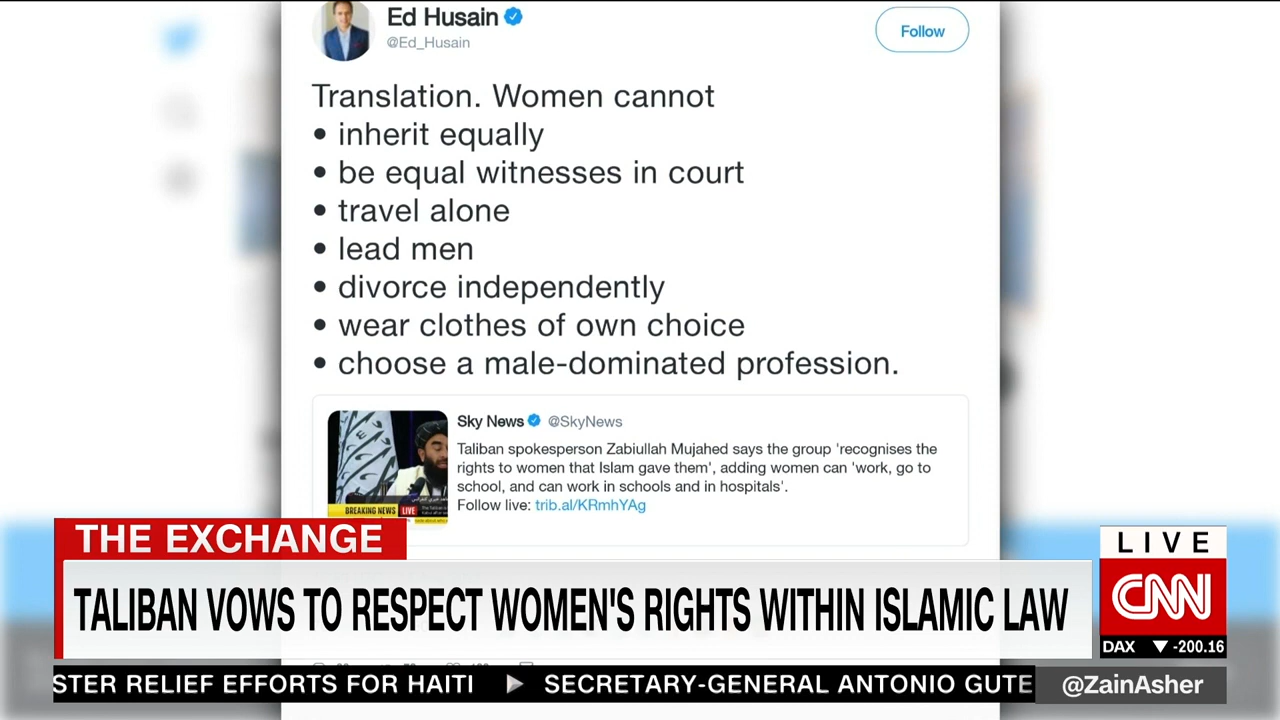 Ed Husain
@Ed_Husain
Follow
Translation. Women cannot
• inherit equally
• be equal witnesses in court
• travel alone
• lead men
• divorce independently
• wear clothes of own choice
• choose a male-dominated profession.
Sky News @SkyNews
Taliban spokesperson Zabiullah Mujahed says the group 'recognises the
rights to women that Islam gave them', adding women can 'work, go to
school, and can work in schools and in hospitals'.
Follow live: trib.al/KRmhYAg
BREAKING NEWS LIVE
THE EXCHANGE
TALIBAN VOWS TO RESPECT WOMEN'S RIGHTS WITHIN ISLAMIC LAW
LIVE
CNN
DAX ▼ -200.16
STER RELIEF EFFORTS FOR HAITI ▶ SECRETARY-GENERAL ANTONIO GUTE
@ZainAsher